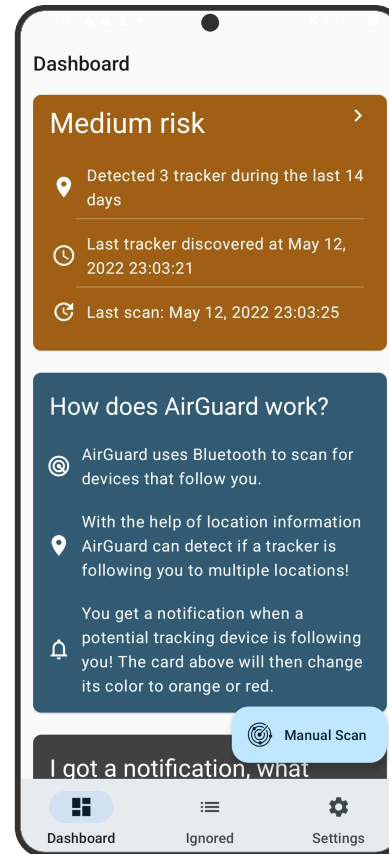 Dashboard
Medium risk
Detected 3 tracker during the last 14
days
Last tracker discovered at May 12,
2022 23:03:21
Last scan: May 12, 2022 23:03:25
How does AirGuard work?
AirGuard uses Bluetooth to scan for
devices that follow you.
With the help of location information
AirGuard can detect if a tracker is
following you to multiple locations!
You get a notification when a
potential tracking device is following
you! The card above will then change
its color to orange or red.
Manual Scan
I got a notification, what
Dashboard
Ignored
Settings